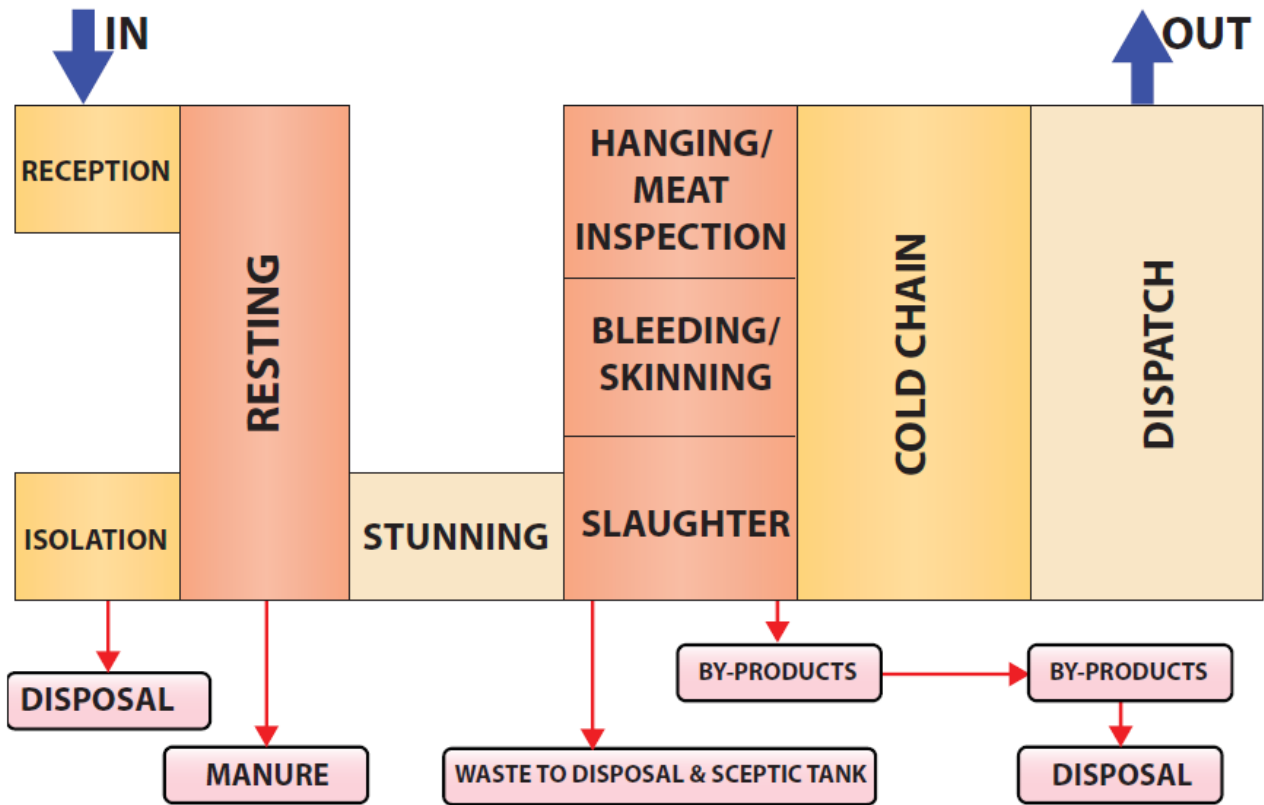 IN
OUT
RECEPTION
RESTING
ISOLATION
STUNNING
HANGING/
MEAT
INSPECTION
BLEEDING/
SKINNING
SLAUGHTER
COLD CHAIN
DISPATCH
DISPOSAL
MANURE
WASTE TO DISPOSAL & SCEPTIC TANK
BY-PRODUCTS
BY-PRODUCTS
DISPOSAL